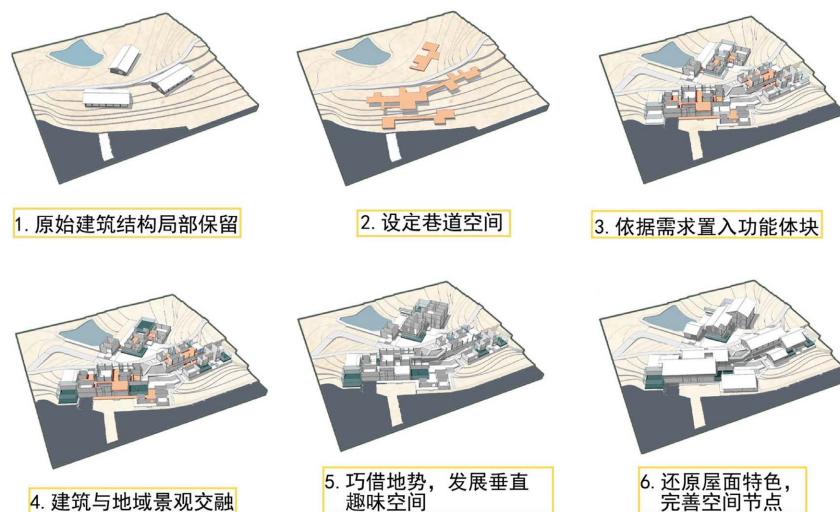 1. 原始建筑结构局部保留
2. 设定巷道空间
3. 依据需求置入功能体块
4. 建筑与地域景观交融
5. 巧借地势，发展垂直
趣味空间
6. 还原屋面特色，
完善空间节点